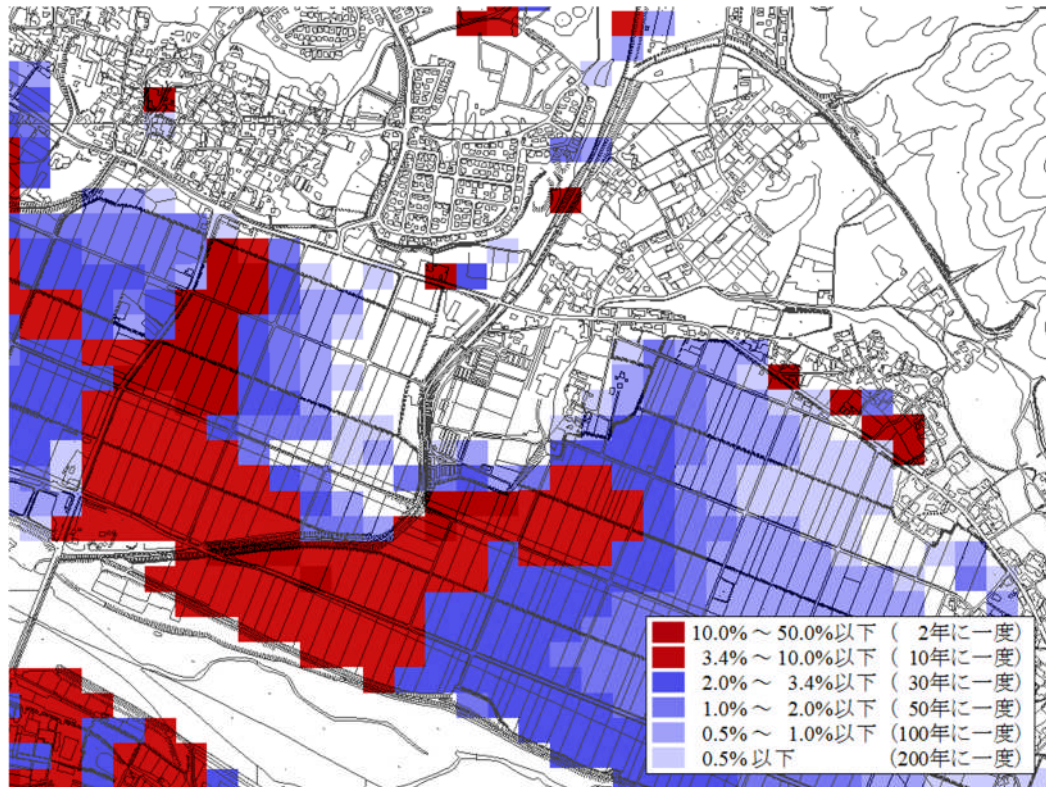 10.0%～50.0%以下 (  2年に一度)
3.4%～10.0%以下 ( 10年に一度)
2.0%～ 3.4%以下 ( 30年に一度)
1.0%～ 2.0%以下 ( 50年に一度)
0.5%～ 1.0%以下 (100年に一度)
0.5%以下 (200年に一度)